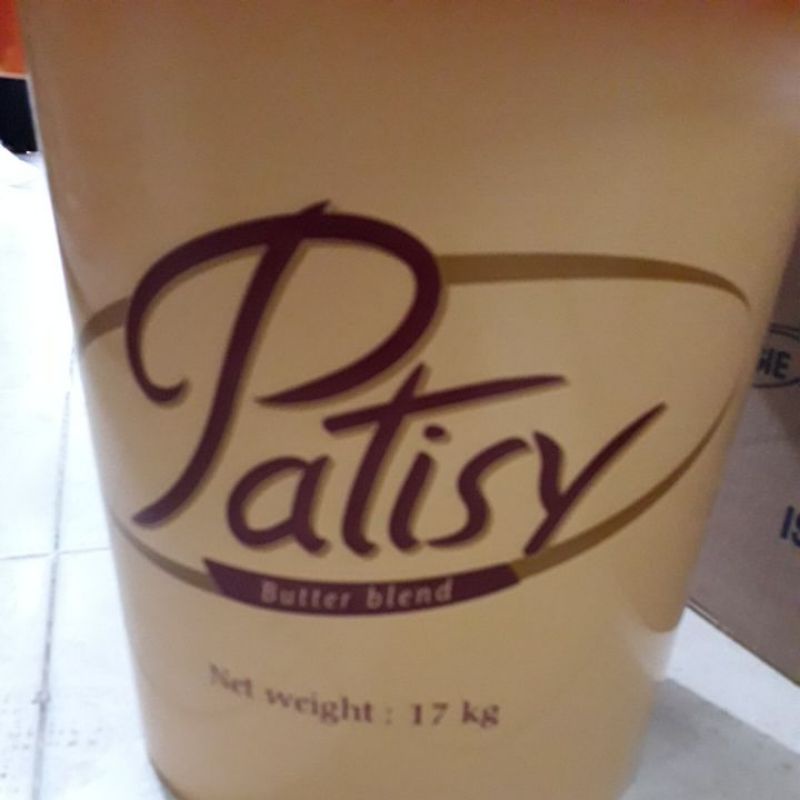 Patisy
Butter blend
Net weight : 17 kg